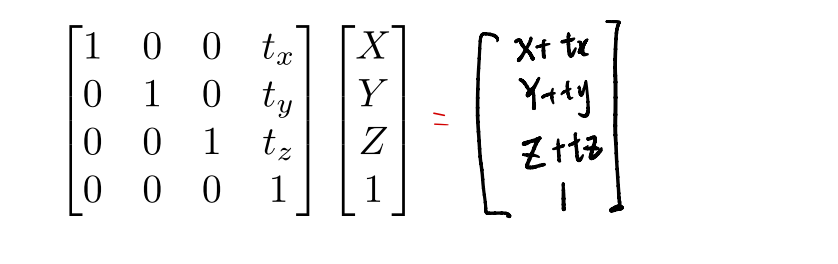 1 0 0 t_x X X + tx
0 1 0 t_y Y Y + ty
0 0 1 t_z Z = Z + tz
0 0 0 1 1 1